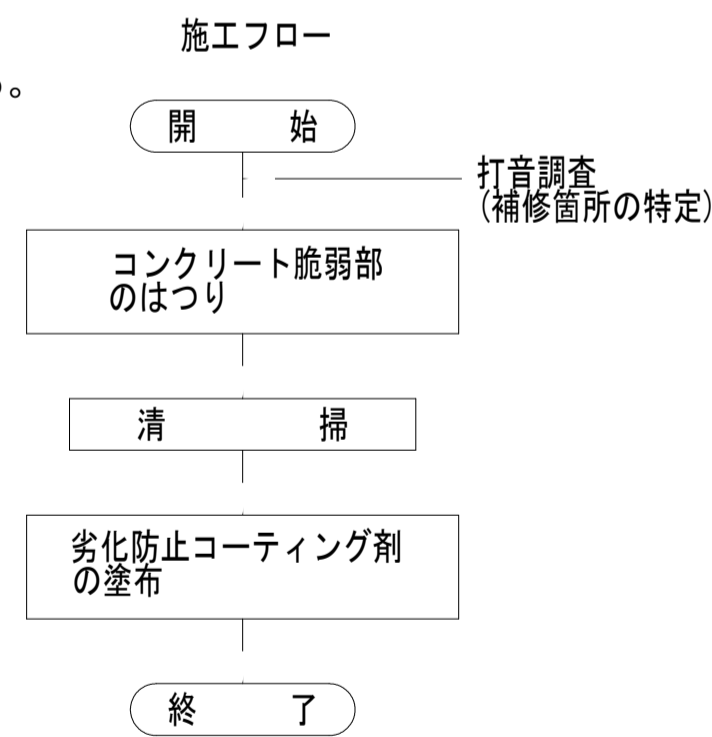 施工フロー
。
開 始
打音調査
(補修箇所の特定)
コンクリート脆弱部
のはつり
清 掃
劣化防止コーティング剤
の塗布
終 了